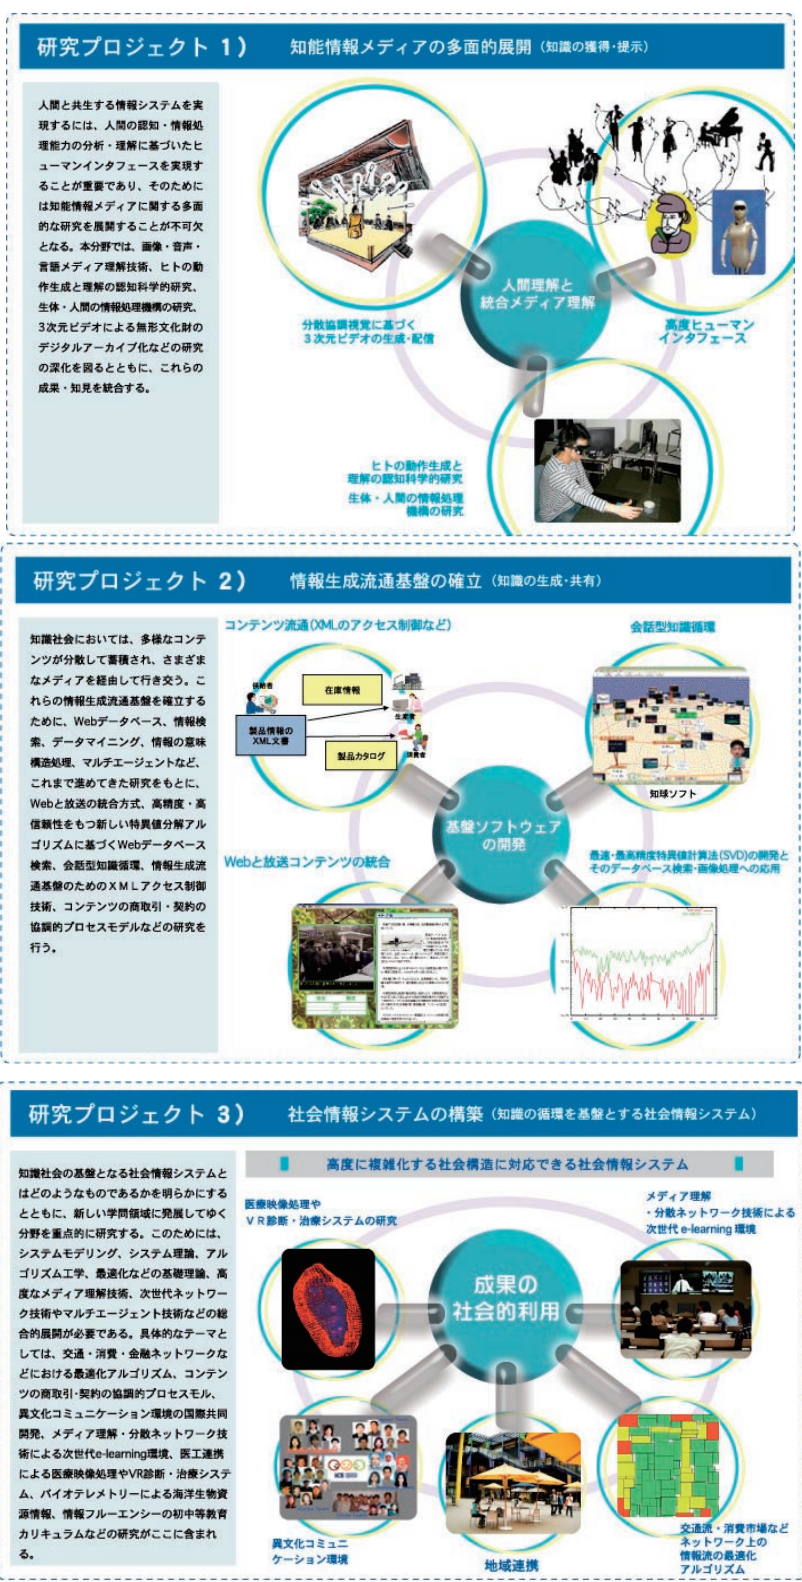 研究プロジェクト 1) 知能情報メディアの多面的展開(知識の獲得・提示)
人間と共生する情報システムを実
現するには、人間の認知・情報処
理能力の分析・理解に基づいたヒ
ューマンインタフェースを実現す
ることが重要であり、そのために
は知能情報メディアに関する多面
的な研究を展開することが不可欠
となる。本分野では、画像・音声・
言語メディア理解技術、ヒトの動
作生成と理解の認知科学的研究、
生体・人間の情報処理機構の研究、
3次元ビデオによる無形文化財の
デジタルアーカイブ化などの研究
の深化を図るとともに、これらの
成果・知見を統合する。
人間理解と
統合メディア理解
分散協調視覚に基づく
3次元ビデオの生成・配信
高度ヒューマン
インタフェース
ヒトの動作生成と
理解の認知科学的研究
生体・人間の情報処理
機構の研究
研究プロジェクト 2) 情報生成流通基盤の確立(知識の生成・共有)
知識社会においては、多様なコンテ
ンツが分散して蓄積され、さまざま
なメディアを経由して行き交う。こ
れらの情報生成流通基盤を確立する
ために、Webデータベース、情報検
索、データマイニング、情報の意味
構造処理、マルチエージェントなど、
これまで進めてきた研究をもとに、
Webと放送の統合方式、高精度・高
信頼性をもつ新しい特異値分解アル
ゴリズムに基づくWebデータベース
検索、会話型知識循環、情報生成流
通基盤のためのXMLアクセス制御
技術、コンテンツの商取引・契約の
協調的プロセスモデルなどの研究を
行う。
コンテンツ流通(XMLのアクセス制御など)
供給者
在庫情報
生産者
製品情報の
XML文書
製品カタログ
消費者
会話型知識循環
知球ソフト
基盤ソフトウェア
の開発
Webと放送コンテンツの統合
最速・最高精度特異値計算法(SVD)の開発と
そのデータベース検索・画像処理への応用
研究プロジェクト 3) 社会情報システムの構築(知識の循環を基盤とする社会情報システム)
知識社会の基盤となる社会情報システムと
はどのようなものであるかを明らかにする
とともに、新しい学問領域に発展してゆく
分野を重点的に研究する。このためには、
システムモデリング、システム理論、アル
ゴリズム工学、最適化などの基礎理論、高
度なメディア理解技術、次世代ネットワー
ク技術やマルチエージェント技術などの総
合的展開が必要である。具体的なテーマと
しては、交通・消費・金融ネットワークな
どにおける最適化アルゴリズム、コンテン
ツの商取引・契約の協調的プロセスモル、
異文化コミュニケーション環境の国際共同
開発、メディア理解・分散ネットワーク技
術による次世代e-learning環境、医工連携
による医療映像処理やVR診断・治療システ
ム、バイオテレメトリーによる海洋生物資
源情報、情報フルーエンシーの初中等教育
カリキュラムなどの研究がここに含まれ
る。
高度に複雑化する社会構造に対応できる社会情報システム
医療映像処理や
VR診断・治療システムの研究
メディア理解
・分散ネットワーク技術による
次世代 e-learning 環境
成果の
社会的利用
異文化コミュニ
ケーション環境
地域連携
交通流・消費市場など
ネットワーク上の
情報流の最適化
アルゴリズム